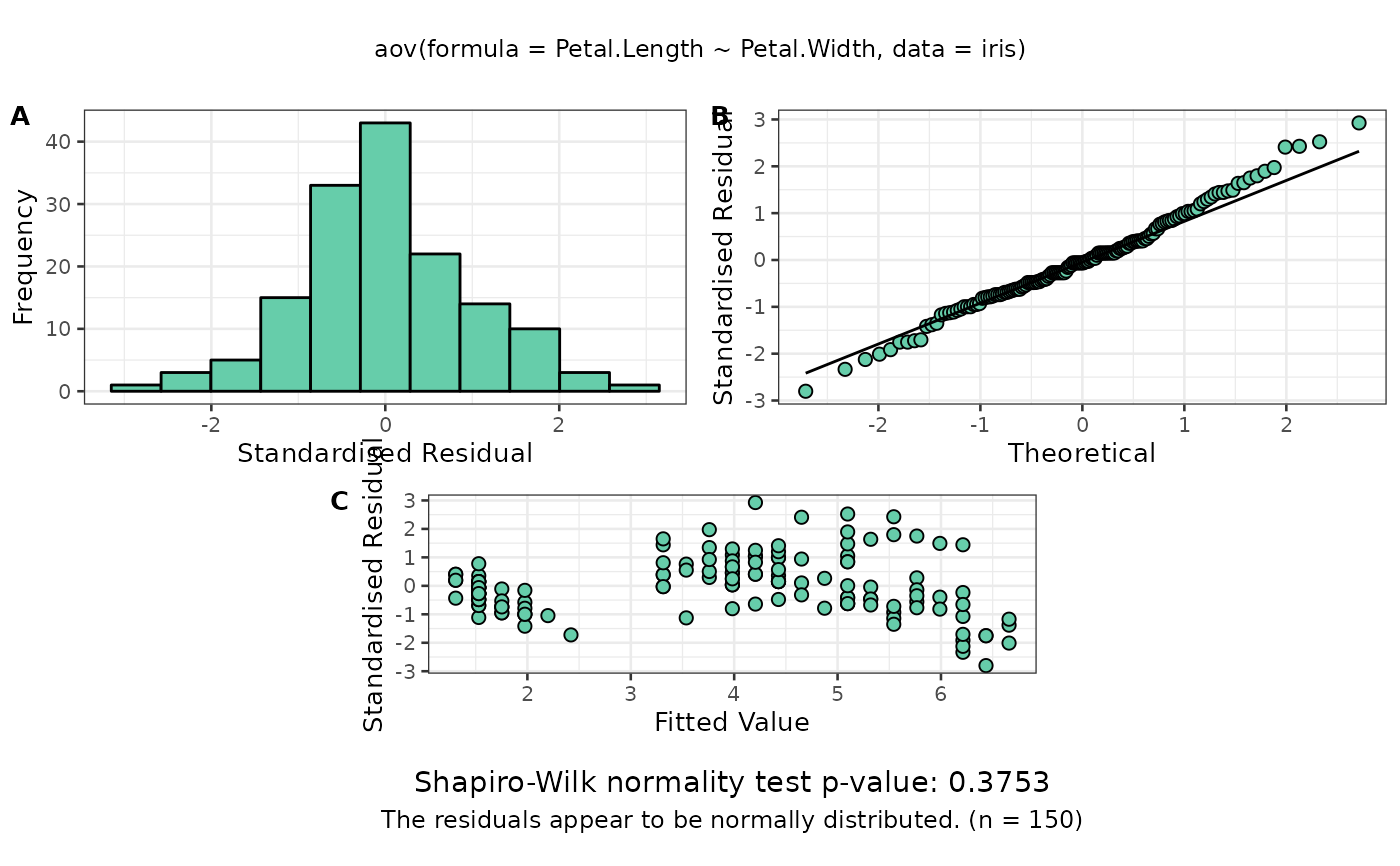 aov(formula = Petal.Length ~ Petal.Width, data = iris)
A
Frequency
40
30
20
10
0
-2 0 2
Standardised Residual
B
Standardised Residual
3
2
1
0
-1
-2
-3
-2 -1 0 1 2
Theoretical
C
Standardised Residual
3
2
1
0
-1
-2
-3
2 3 4 5 6
Fitted Value
Shapiro-Wilk normality test p-value: 0.3753
The residuals appear to be normally distributed. (n = 150)